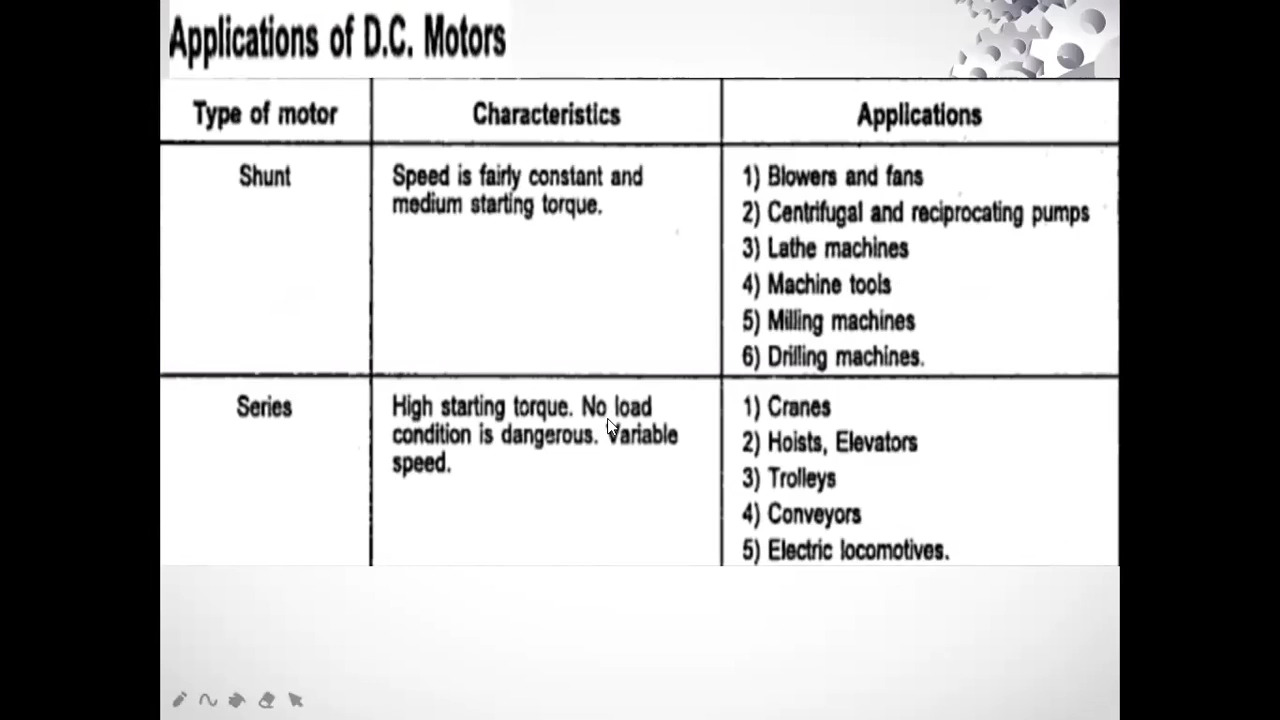 Applications of D.C. Motors
Type of motor
Characteristics
Applications
Shunt
Speed is fairly constant and
medium starting torque.
1) Blowers and fans
2) Centrifugal and reciprocating pumps
3) Lathe machines
4) Machine tools
5) Milling machines
6) Drilling machines.
Series
High starting torque. No load
condition is dangerous. Variable
speed.
1) Cranes
2) Hoists, Elevators
3) Trolleys
4) Conveyors
5) Electric locomotives.